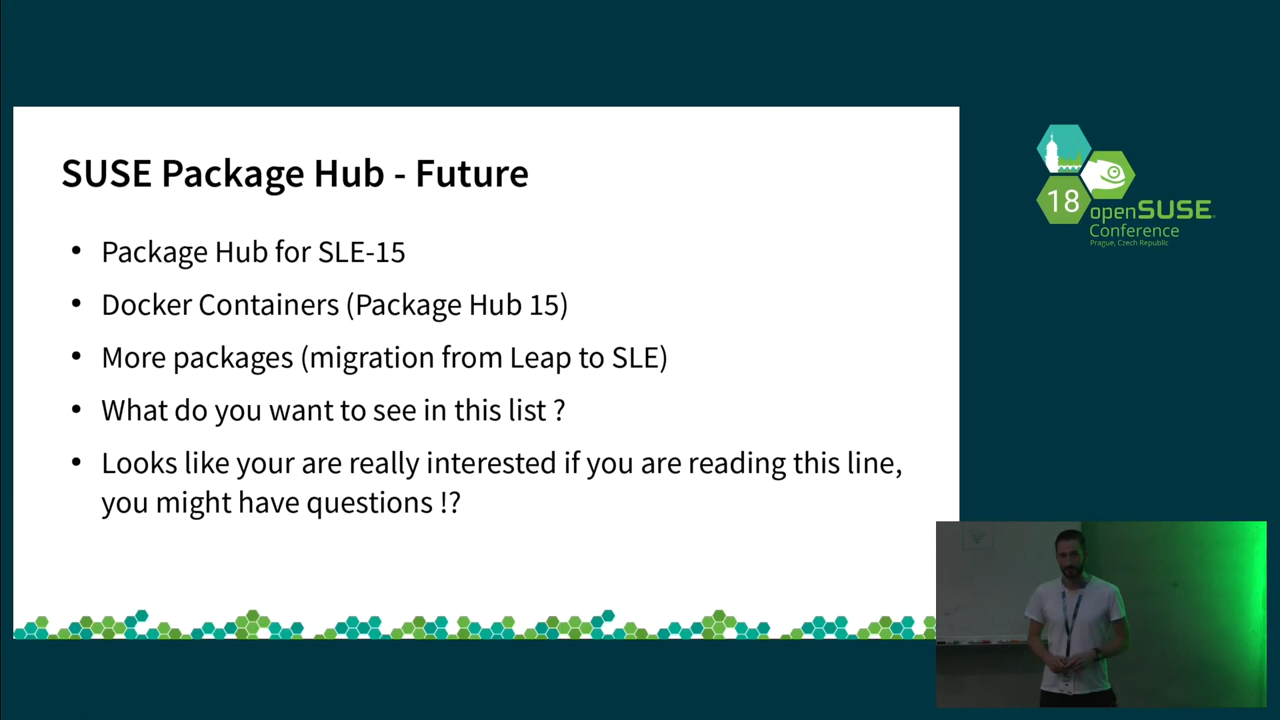 SUSE Package Hub - Future
• Package Hub for SLE-15
• Docker Containers (Package Hub 15)
• More packages (migration from Leap to SLE)
• What do you want to see in this list ?
• Looks like your are really interested if you are reading this line,
you might have questions !?
18
openSUSE
Conference
Prague, Czech Republic